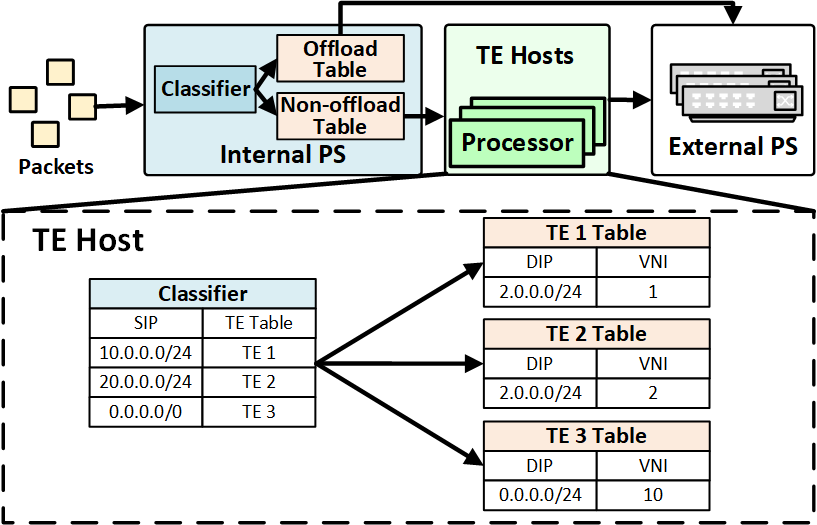 Packets
Classifier
Offload
Table
Non-offload
Table
Internal PS
TE Hosts
Processor
External PS
TE Host
Classifier
SIP TE Table
10.0.0.0/24 TE 1
20.0.0.0/24 TE 2
0.0.0.0/0 TE 3
TE 1 Table
DIP VNI
2.0.0.0/24 1
TE 2 Table
DIP VNI
2.0.0.0/24 2
TE 3 Table
DIP VNI
0.0.0.0/24 10